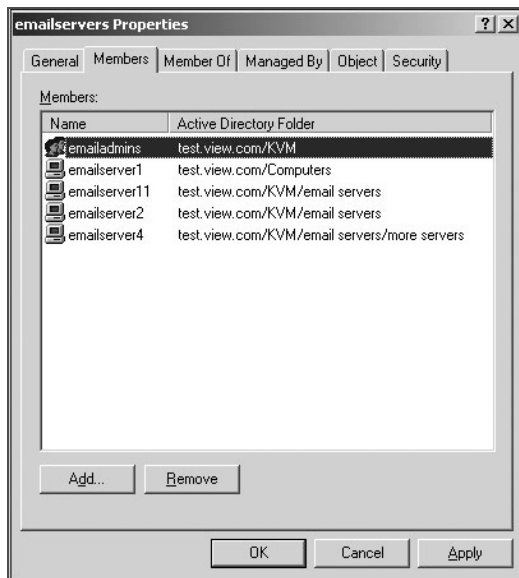 emailservers Properties ? ×
General Members Member Of Managed By Object Security
Members:
Name Active Directory Folder
emailadmins test.view.com/KVM
emailserver1 test.view.com/Computers
emailserver11 test.view.com/KVM/email servers
emailserver2 test.view.com/KVM/email servers
emailserver4 test.view.com/KVM/email servers/more servers
Add... Remove
OK Cancel Apply